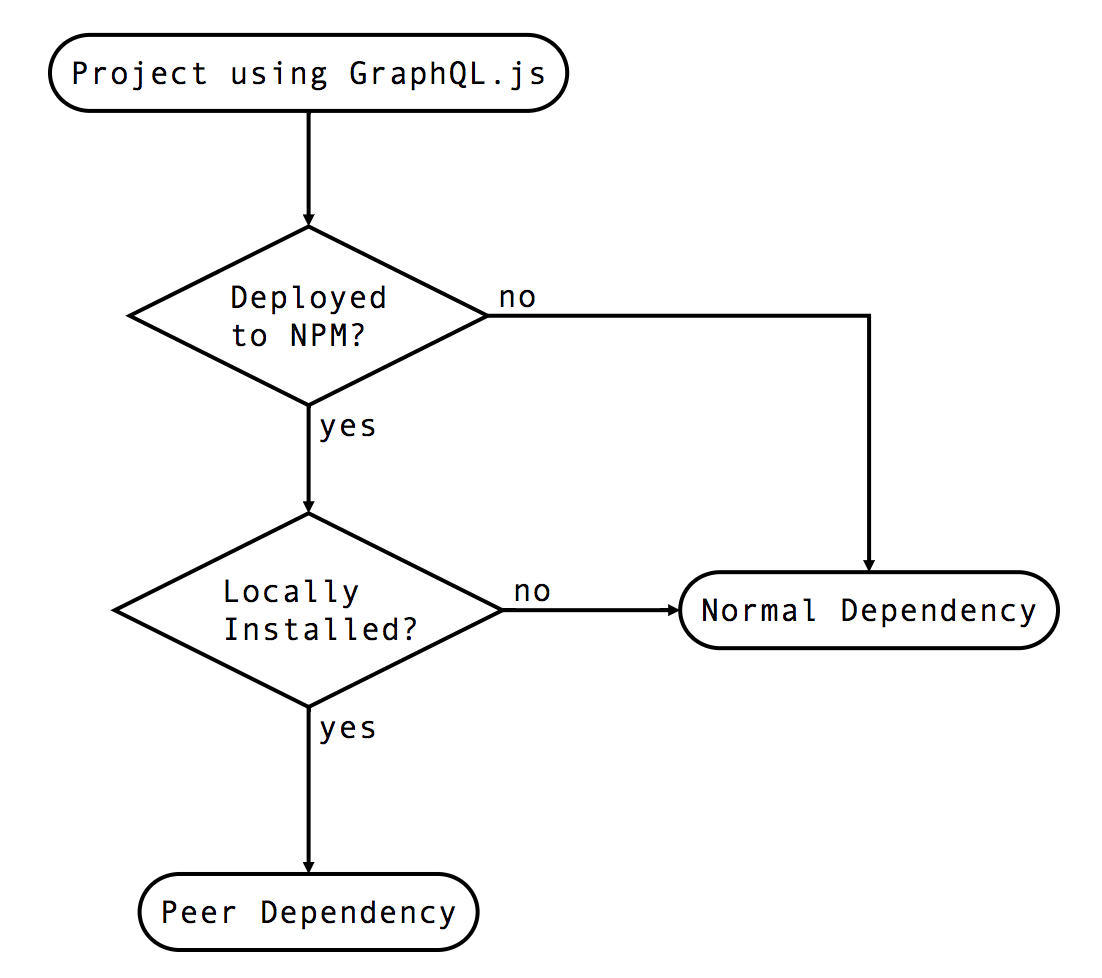 Project using GraphQL.js
Deployed
to NPM?
no
yes
Locally
Installed?
no
Normal Dependency
yes
Peer Dependency